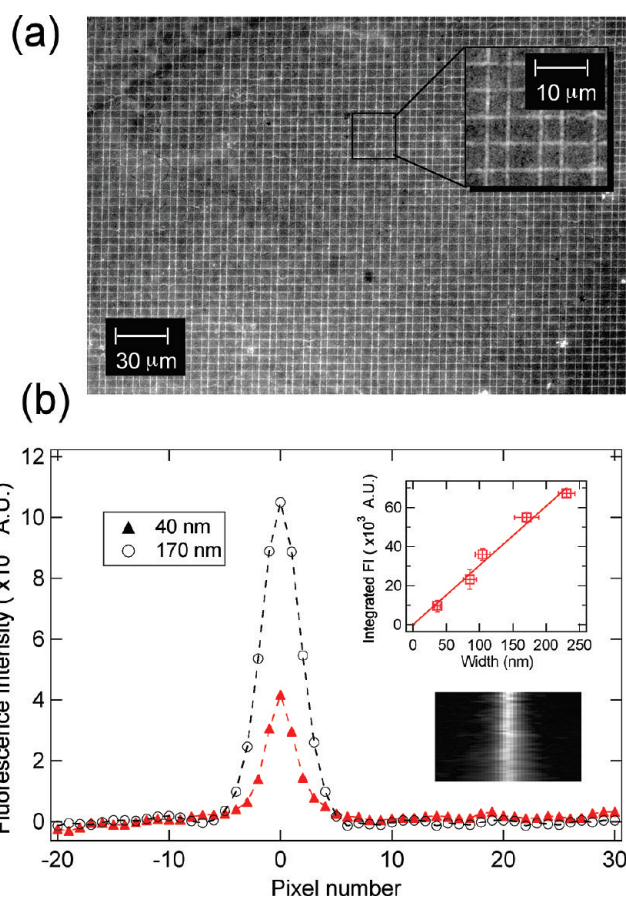 (a)
10 μm
30 μm
(b)
12
10
8
6
4
2
0
-20
-10
0
10
20
30
Fluorescence Intensity ( x10 A.U.)
Pixel number
40 nm
170 nm
60
40
20
0
0
50
100
150
200
250
Integrated FI ( x10³ A.U.)
Width (nm)